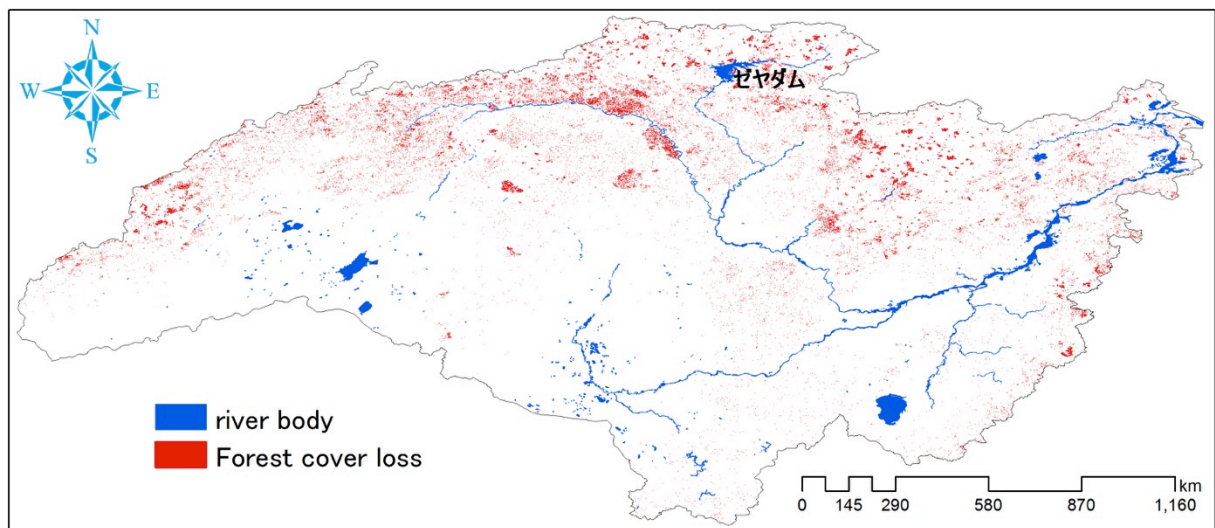 N
W E
S
ゼヤダム
river body
Forest cover loss
km
0 145 290 580 870 1,160